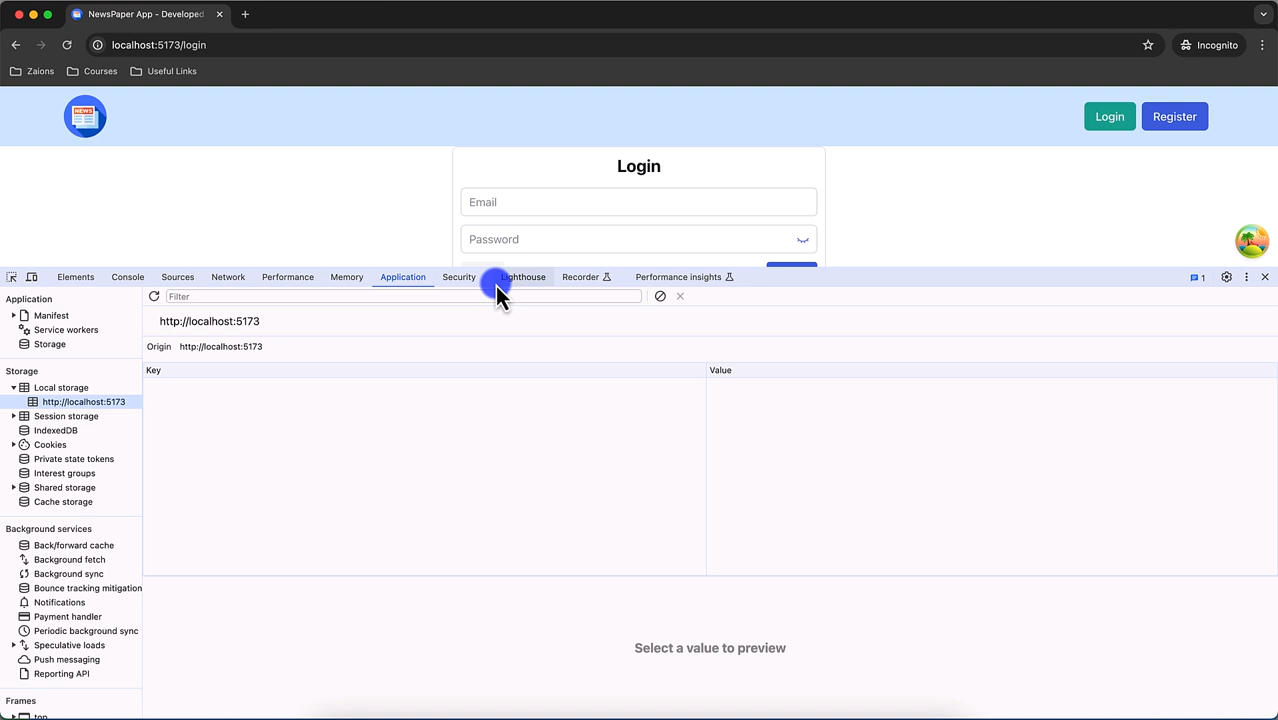 NewsPaper App - Developed
localhost:5173/login
Incognito
Zaions Courses Useful Links
NEWS
Login Register
Login
Email
Password
Elements Console Sources Network Performance Memory Application Security Lighthouse Recorder Performance insights 1
Application
Manifest
Service workers
Storage
Storage
Local storage
http://localhost:5173
Session storage
IndexedDB
Cookies
Private state tokens
Interest groups
Shared storage
Cache storage
Background services
Back/forward cache
Background fetch
Background sync
Bounce tracking mitigation
Notifications
Payment handler
Periodic background sync
Speculative loads
Push messaging
Reporting API
Frames
top
Filter
http://localhost:5173
Origin http://localhost:5173
Key Value
Select a value to preview